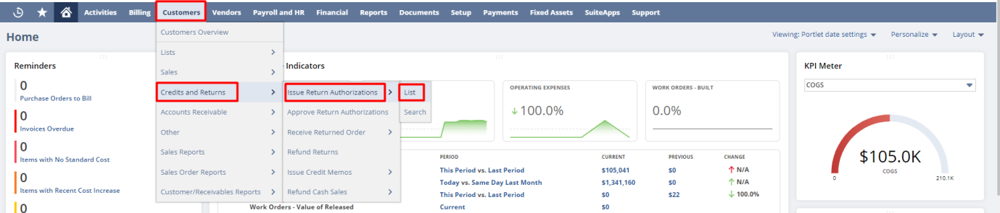 Activities Billing Customers Vendors Payroll and HR Financial Reports Documents Setup Payments Fixed Assets SuiteApps Support
Home
Viewing: Portlet date settings Personalize Layout
Customers Overview
Lists
Sales
Credits and Returns
Accounts Receivable
Other
Sales Reports
Sales Order Reports
Customer/Receivables Reports
Issue Return Authorizations
Approve Return Authorizations
Receive Returned Order
Refund Returns
Issue Credit Memos
Refund Cash Sales
List
Search
Reminders
0
Purchase Orders to Bill
0
Invoices Overdue
0
Items with No Standard Cost
0
Items with Recent Cost Increase
0
Indicators
OPERATING EXPENSES
100.0%
WORK ORDERS - BUILT
0.0%
PERIOD CURRENT PREVIOUS CHANGE
This Period vs. Last Period $105,041 $0 N/A
Today vs. Same Day Last Month $1,341,160 $0 N/A
This Period vs. Last Period $0 $22 100.0%
Work Orders - Value of Released Current $0
KPI Meter
COGS
$105.0K
COGS
0 210.1K